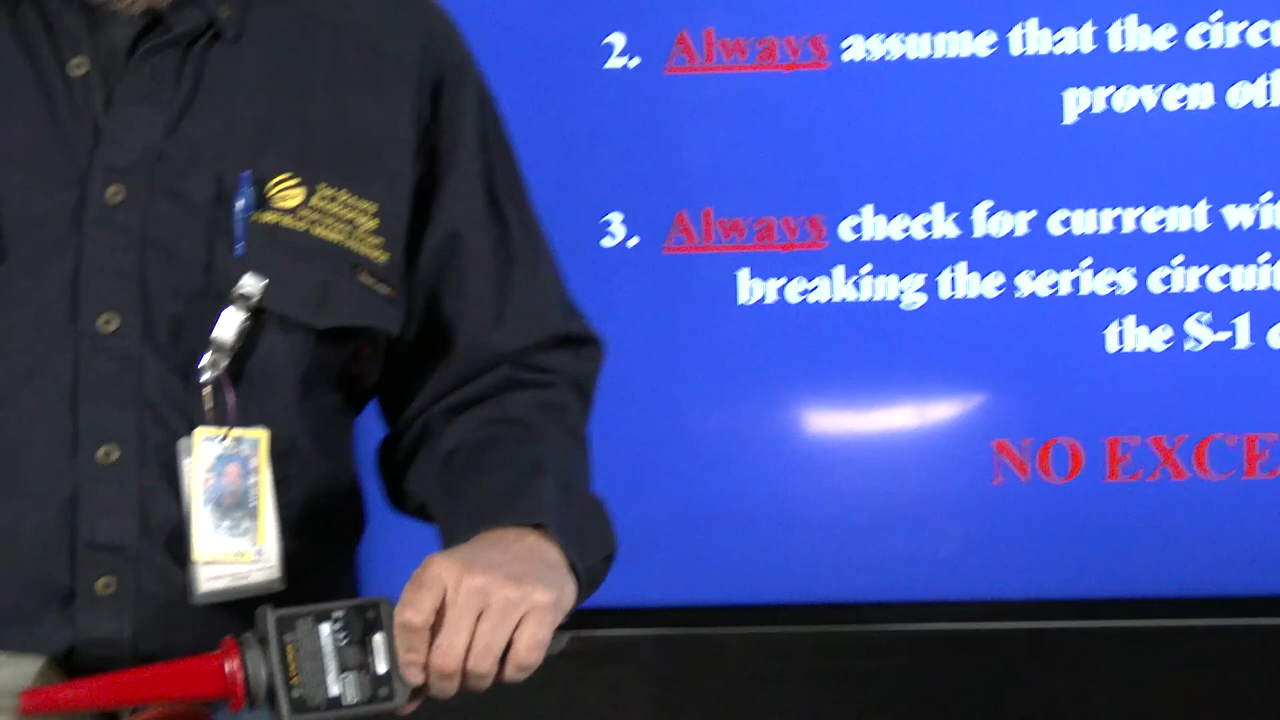 2. Always assume that the circu
proven oth
3. Always check for current wi
breaking the series circuit
the S-1 c
NO EXCE